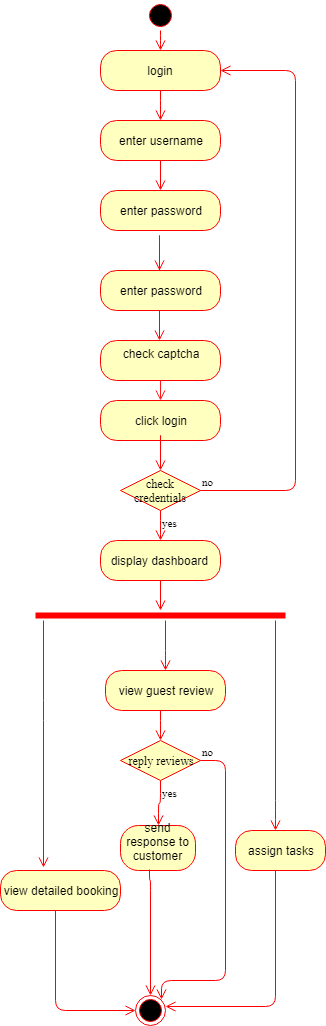 login
enter username
enter password
enter password
check captcha
click login
check
credentials
no
yes
display dashboard
view guest review
reply reviews
no
yes
send
response to
customer
assign tasks
view detailed booking